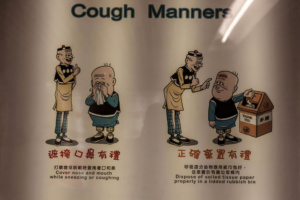 Cough Manners
遮掩口鼻有禮
Cover nose and mouth
while sneezing or coughing
正確棄置有禮
Dispose of soiled tissue paper
properly in a lidded rubbish bin